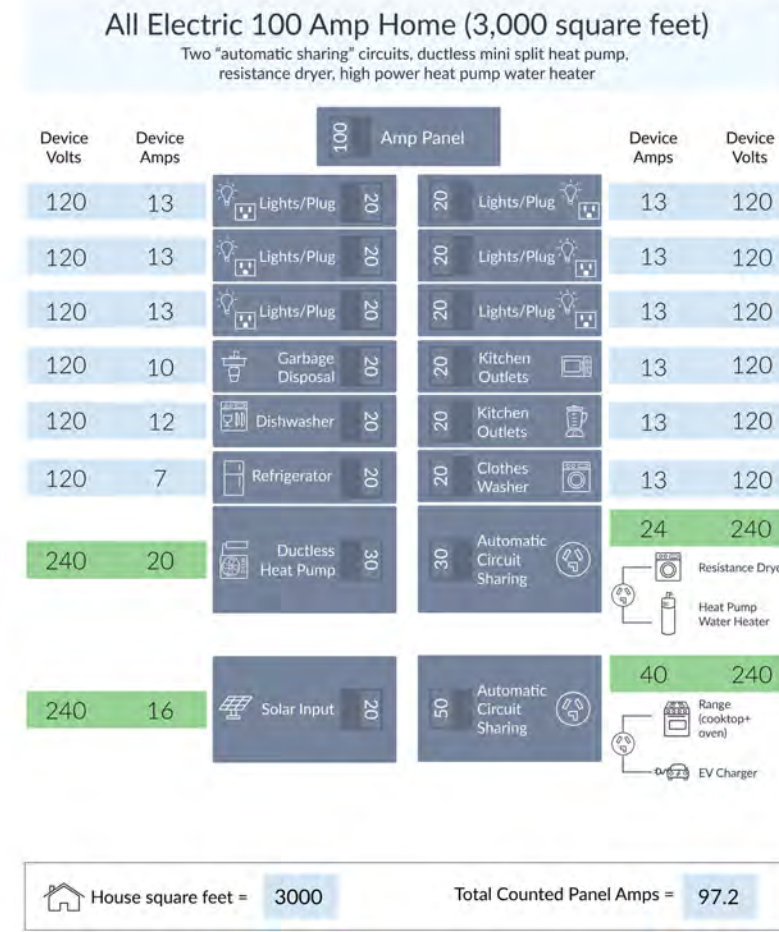 All Electric 100 Amp Home (3,000 square feet)
Two "automatic sharing" circuits, ductless mini split heat pump,
resistance dryer, high power heat pump water heater
Device Volts
Device Amps
100 Amp Panel
Device Amps
Device Volts
120 13 Lights/Plug 20 20 Lights/Plug 13 120
120 13 Lights/Plug 20 20 Lights/Plug 13 120
120 13 Lights/Plug 20 20 Lights/Plug 13 120
120 10 Garbage Disposal 20 20 Kitchen Outlets 13 120
120 12 Dishwasher 20 20 Kitchen Outlets 13 120
120 7 Refrigerator 20 20 Clothes Washer 13 120
240 20 Ductless Heat Pump 30 30 Automatic Circuit Sharing 24 240
Resistance Drye
Heat Pump
Water Heater
240 16 Solar Input 20 50 Automatic Circuit Sharing 40 240
Range
(cooktop+
oven)
EV Charger
House square feet = 3000 Total Counted Panel Amps = 97.2